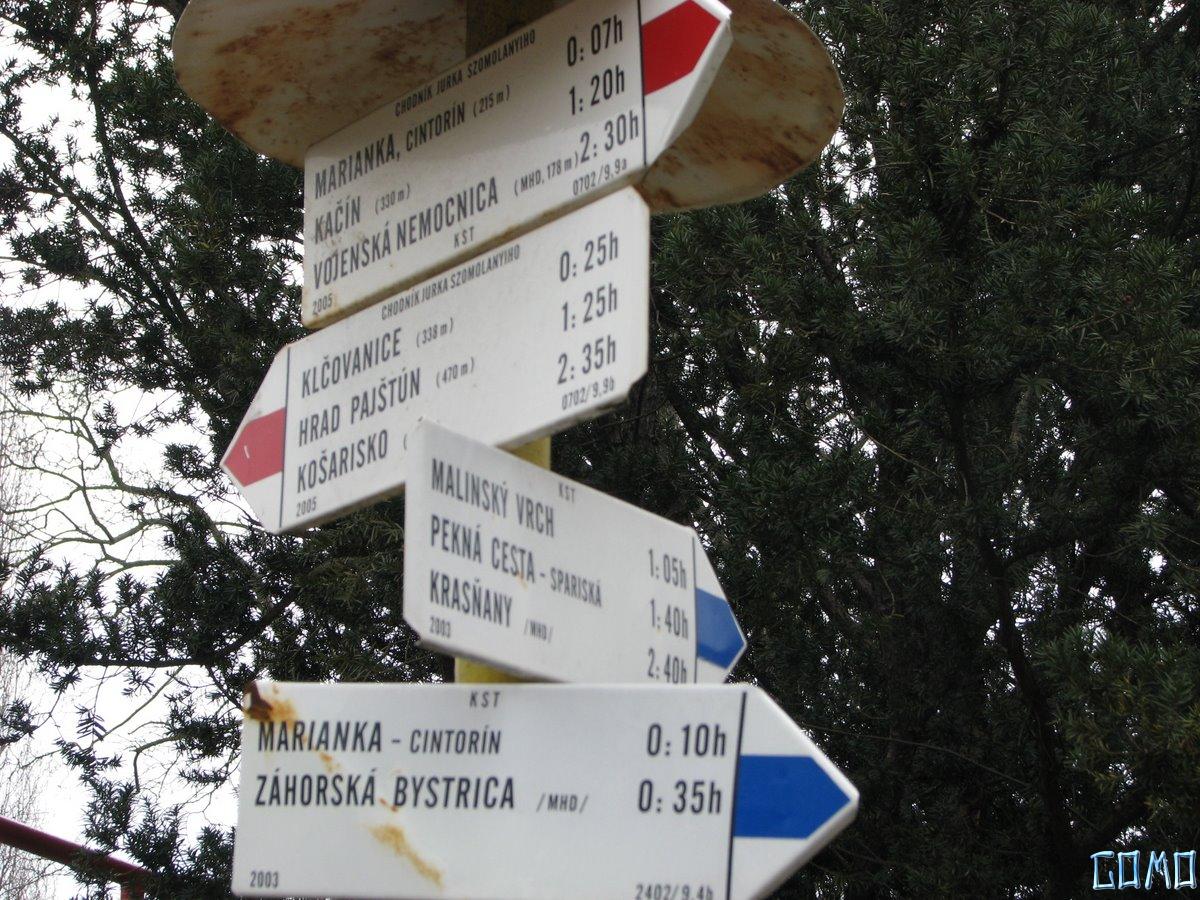 CHODNÍK JURKA SZOMOLANYIHO
MARIANKA, CINTORÍN (215 m) 0:07h
KAČÍN (330 m) 1:20h
VOJENSKÁ NEMOCNICA (MHD, 178 m) 2:30h
2005 KST 0702/9,9a
CHODNÍK JURKA SZOMOLANYIHO
KLČOVANICE (338 m) 0:25h
HRAD PAJŠTÚN (470 m) 1:25h
KOŠARISKO ( 2:35h
2005 0702/9,9b
KST
MALINSKÝ VRCH 1:05h
PEKNÁ CESTA - SPARISKÁ 1:40h
KRASŇANY /MHD/ 2:40h
2003
KST
MARIANKA - CINTORÍN 0:10h
ZÁHORSKÁ BYSTRICA /MHD/ 0:35h
2003 2402/9,4b
COMO